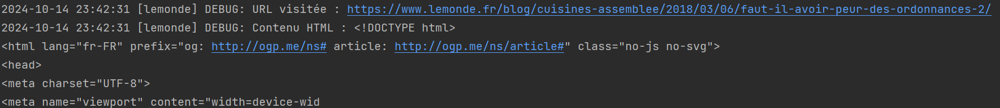 2024-10-14 23:42:31 [lemonde] DEBUG: URL visitée : https://www.lemonde.fr/blog/cuisines-assemblee/2018/03/06/faut-il-avoir-peur-des-ordonnances-2/
2024-10-14 23:42:31 [lemonde] DEBUG: Contenu HTML : <!DOCTYPE html>
<html lang="fr-FR" prefix="og: http://ogp.me/ns# article: http://ogp.me/ns/article#" class="no-js no-svg">
<head>
<meta charset="UTF-8">
<meta name="viewport" content="width=device-wid